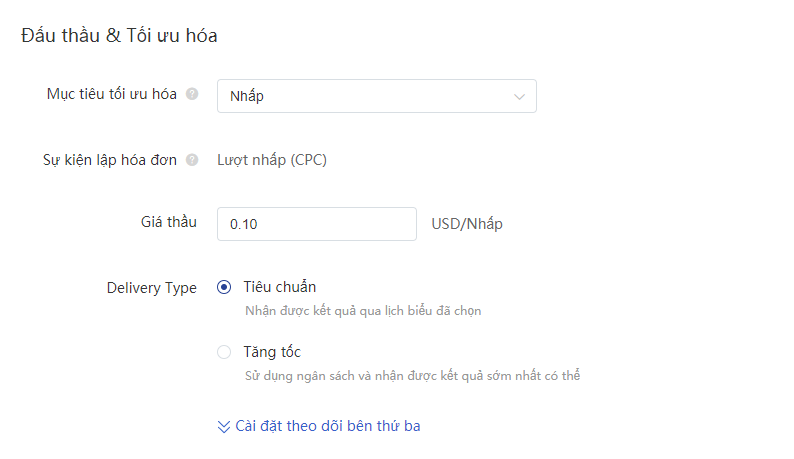 Đấu thầu & Tối ưu hóa
Mục tiêu tối ưu hóa ? Nhấp
Sự kiện lập hóa đơn ? Lượt nhấp (CPC)
Giá thầu 0.10 USD/Nhấp
Delivery Type Tiêu chuẩn
Nhận được kết quả qua lịch biểu đã chọn
Tăng tốc
Sử dụng ngân sách và nhận được kết quả sớm nhất có thể
Cài đặt theo dõi bên thứ ba